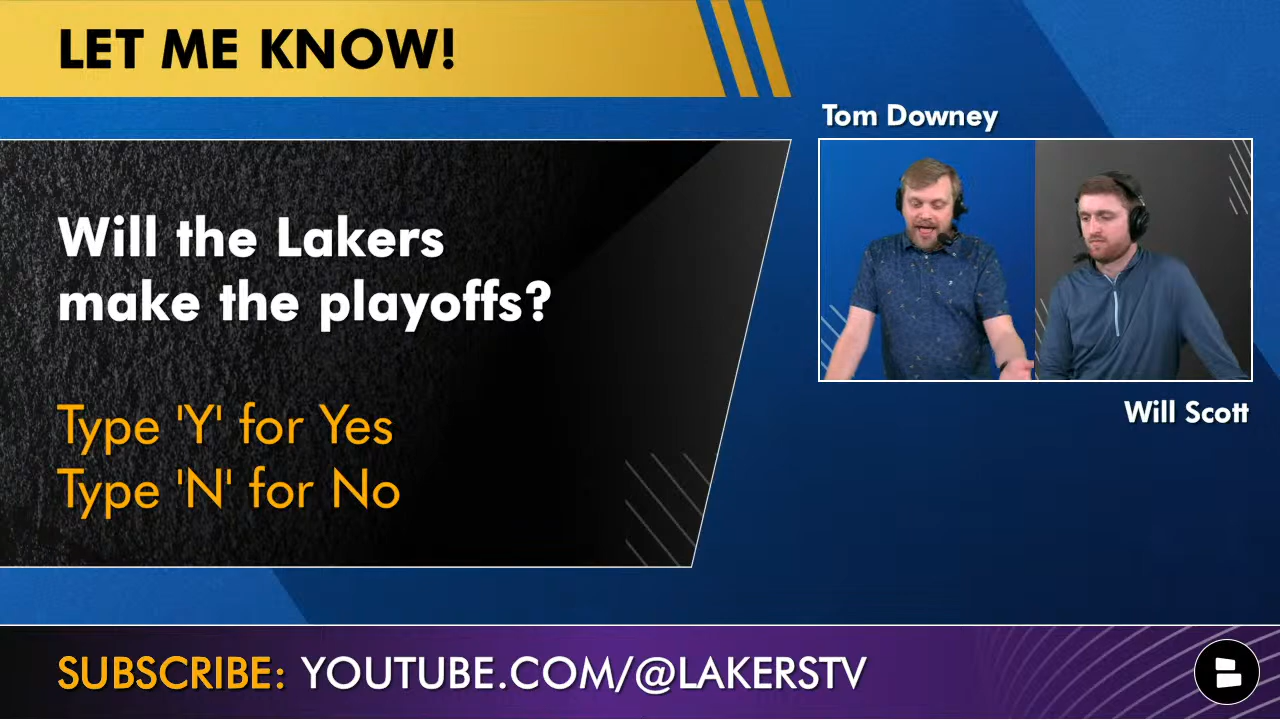 LET ME KNOW!
Tom Downey
Will the Lakers
make the playoffs?
Type 'Y' for Yes
Type 'N' for No
Will Scott
SUBSCRIBE: YOUTUBE.COM/@LAKERSTV